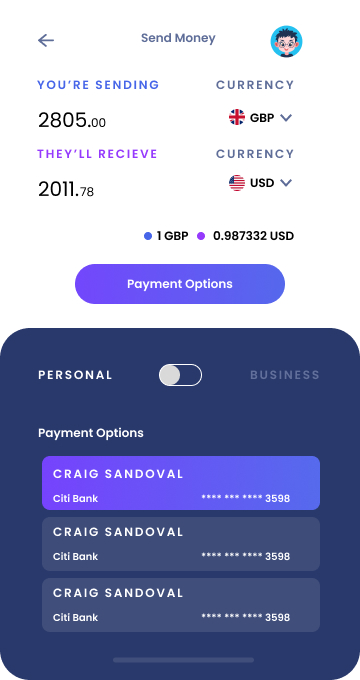 Send Money
YOU'RE SENDING CURRENCY
2805.00 GBP
THEY'LL RECIEVE CURRENCY
2011.78 USD
1 GBP 0.987332 USD
Payment Options
PERSONAL BUSINESS
Payment Options
CRAIG SANDOVAL
Citi Bank **** *** **** 3598
CRAIG SANDOVAL
Citi Bank **** *** **** 3598
CRAIG SANDOVAL
Citi Bank **** *** **** 3598